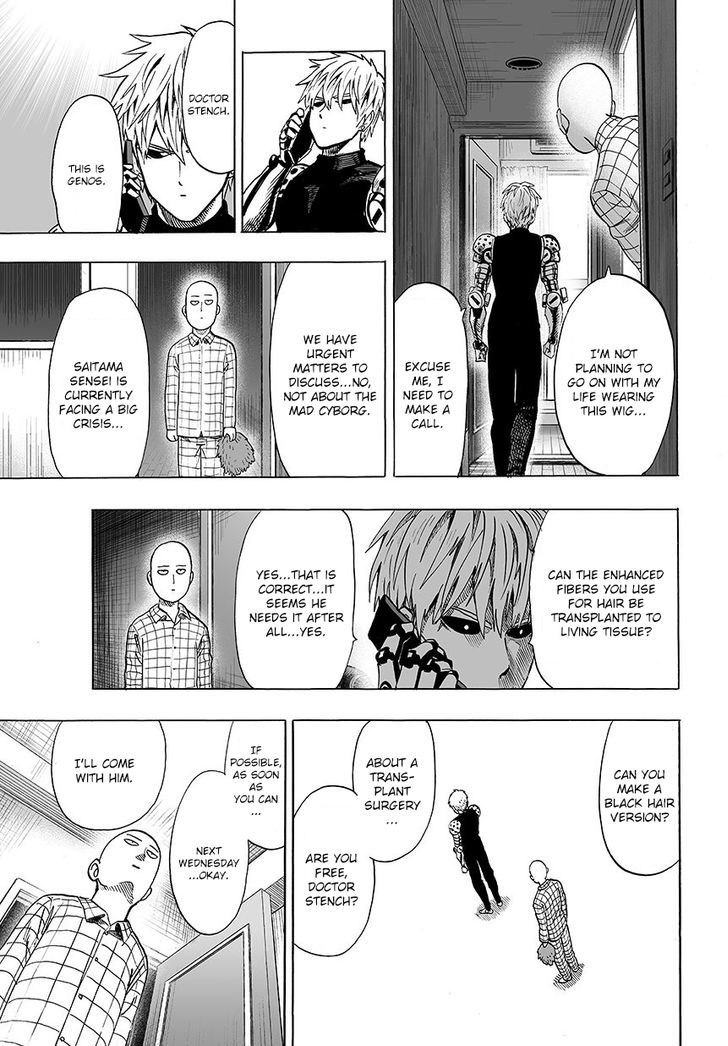 I'M NOT
PLANNING TO
GO ON WITH MY
LIFE WEARING
THIS WIG...
EXCUSE
ME, I
NEED TO
MAKE A
CALL.
DOCTOR
STENCH.
THIS IS
GENOS.
WE HAVE
URGENT
MATTERS TO
DISCUSS...NO,
NOT ABOUT THE
MAD CYBORG.
SAITAMA
SENSEI IS
CURRENTLY
FACING A BIG
CRISIS...
CAN THE ENHANCED
FIBERS YOU USE
FOR HAIR BE
TRANSPLANTED TO
LIVING TISSUE?
YES...THAT IS
CORRECT...IT
SEEMS HE
NEEDS IT AFTER
ALL...YES.
CAN YOU
MAKE A
BLACK HAIR
VERSION?
ABOUT A
TRANS-
PLANT
SURGERY
...
ARE YOU
FREE,
DOCTOR
STENCH?
IF
POSSIBLE,
AS SOON
AS YOU
CAN
...
NEXT
WEDNESDAY
...OKAY.
I'LL COME
WITH HIM.